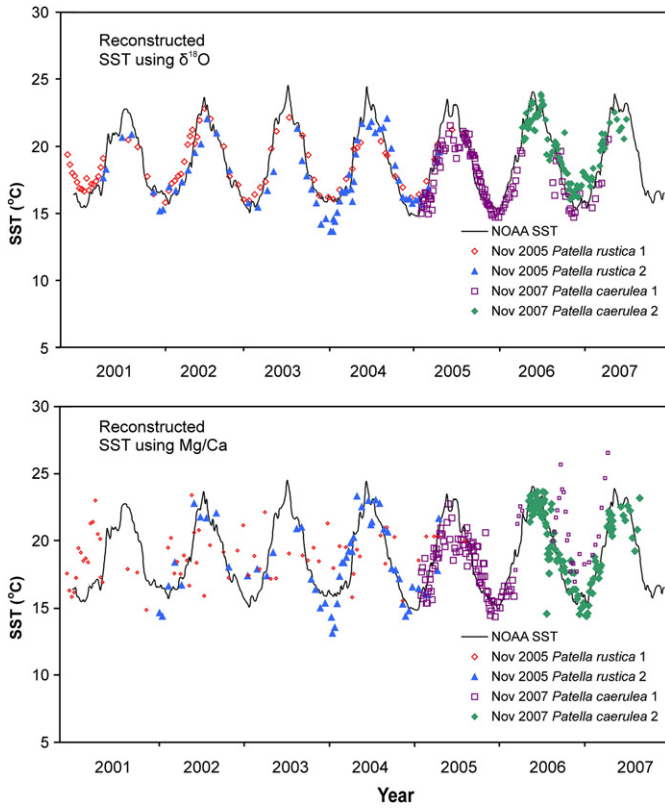 30
25
20
15
10
5
SST (°C)
Reconstructed
SST using δ¹⁸O
NOAA SST
Nov 2005 Patella rustica 1
Nov 2005 Patella rustica 2
Nov 2007 Patella caerulea 1
Nov 2007 Patella caerulea 2
2001 2002 2003 2004 2005 2006 2007
30
25
20
15
10
5
SST (°C)
Reconstructed
SST using Mg/Ca
NOAA SST
Nov 2005 Patella rustica 1
Nov 2005 Patella rustica 2
Nov 2007 Patella caerulea 1
Nov 2007 Patella caerulea 2
2001 2002 2003 2004 2005 2006 2007
Year